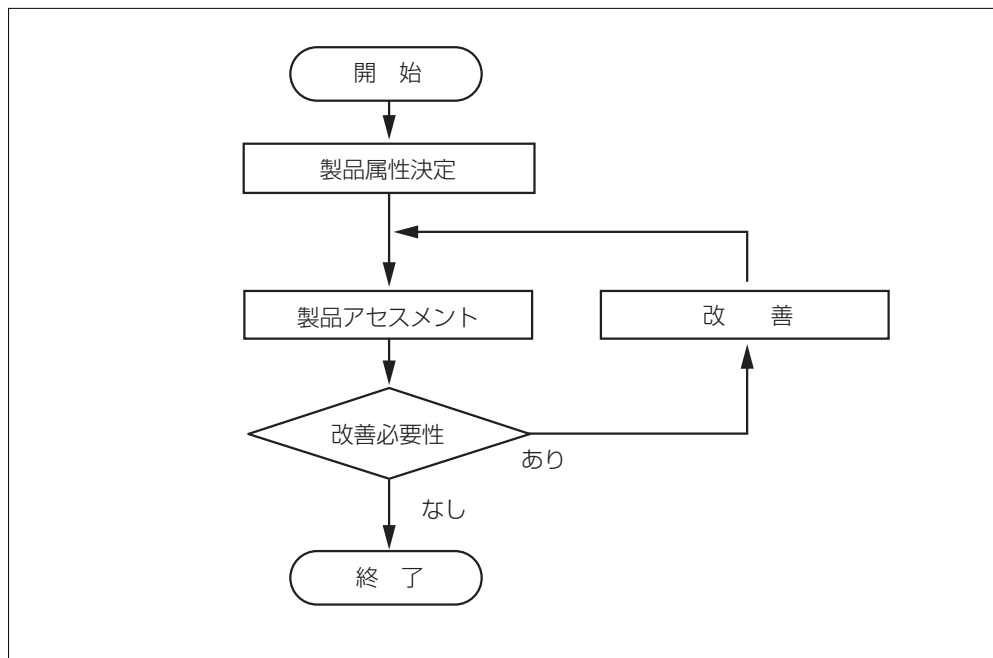 開　始
製品属性決定
製品アセスメント
改　　善
改善必要性
あり
なし
終　了